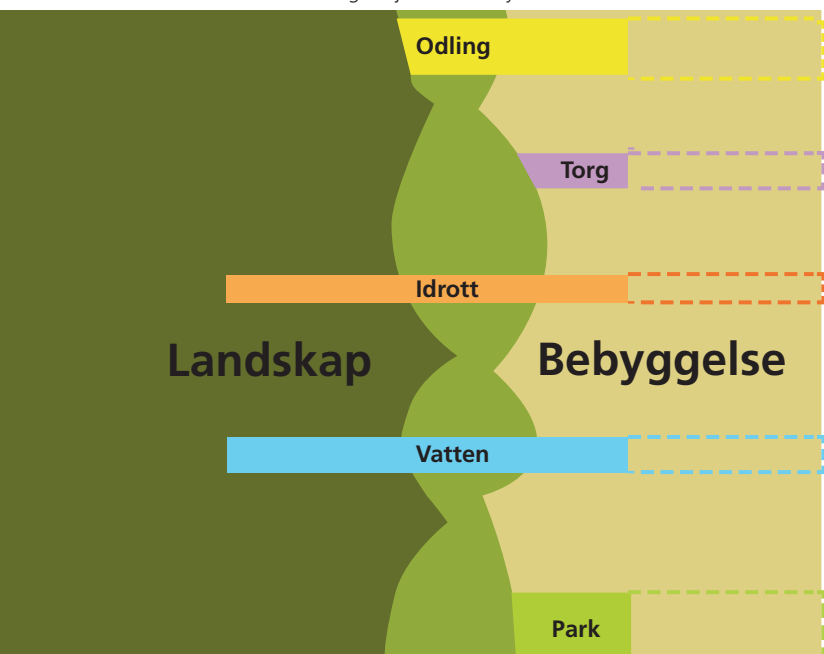 Odling
Torg
Idrott
Landskap
Bebyggelse
Vatten
Park